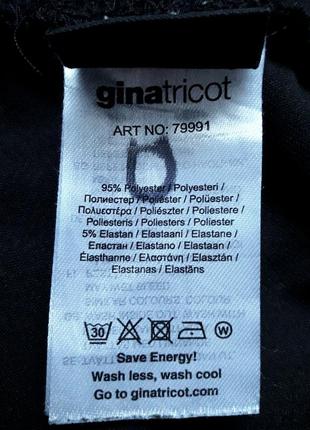 ginatricot
ART NO: 79991
D
95% Polyester / Polyesteri /
Полиестер / Poliéster / Polüester /
Πολυεστέρα / Poliészter / Poliestere /
Poliesteris / Poliesters / Poliester
5% Elastan / Elastaani / Elastane /
Еластан / Elastano / Elastaan /
Élasthanne / Ελαστάνη / Elasztán /
Elastanas / Elastāns
30 W
Save Energy!
Wash less, wash cool
Go to ginatricot.com